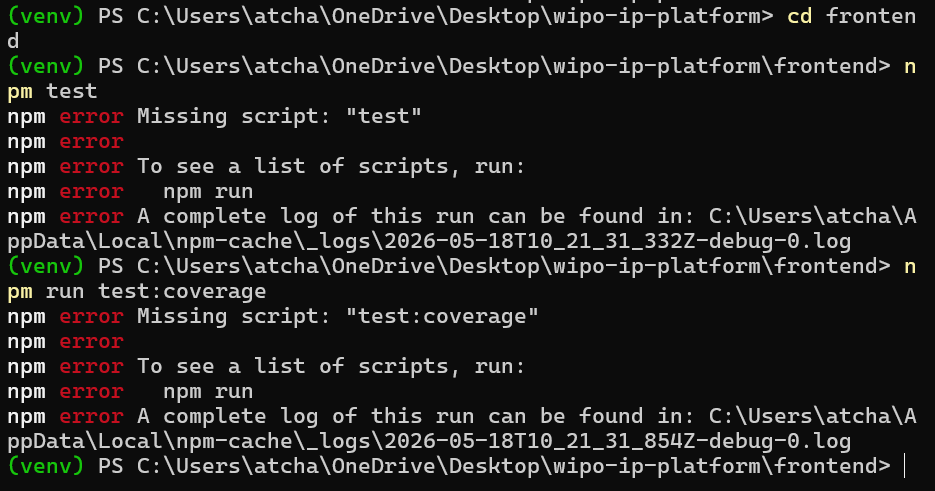 (venv) PS C:\Users\atcha\OneDrive\Desktop\wipo-ip-platform> cd fronten
d
(venv) PS C:\Users\atcha\OneDrive\Desktop\wipo-ip-platform\frontend> n
pm test
npm error Missing script: "test"
npm error
npm error To see a list of scripts, run:
npm error   npm run
npm error A complete log of this run can be found in: C:\Users\atcha\A
ppData\Local\npm-cache\_logs\2026-05-18T10_21_31_332Z-debug-0.log
(venv) PS C:\Users\atcha\OneDrive\Desktop\wipo-ip-platform\frontend> n
pm run test:coverage
npm error Missing script: "test:coverage"
npm error
npm error To see a list of scripts, run:
npm error   npm run
npm error A complete log of this run can be found in: C:\Users\atcha\A
ppData\Local\npm-cache\_logs\2026-05-18T10_21_31_854Z-debug-0.log
(venv) PS C:\Users\atcha\OneDrive\Desktop\wipo-ip-platform\frontend>